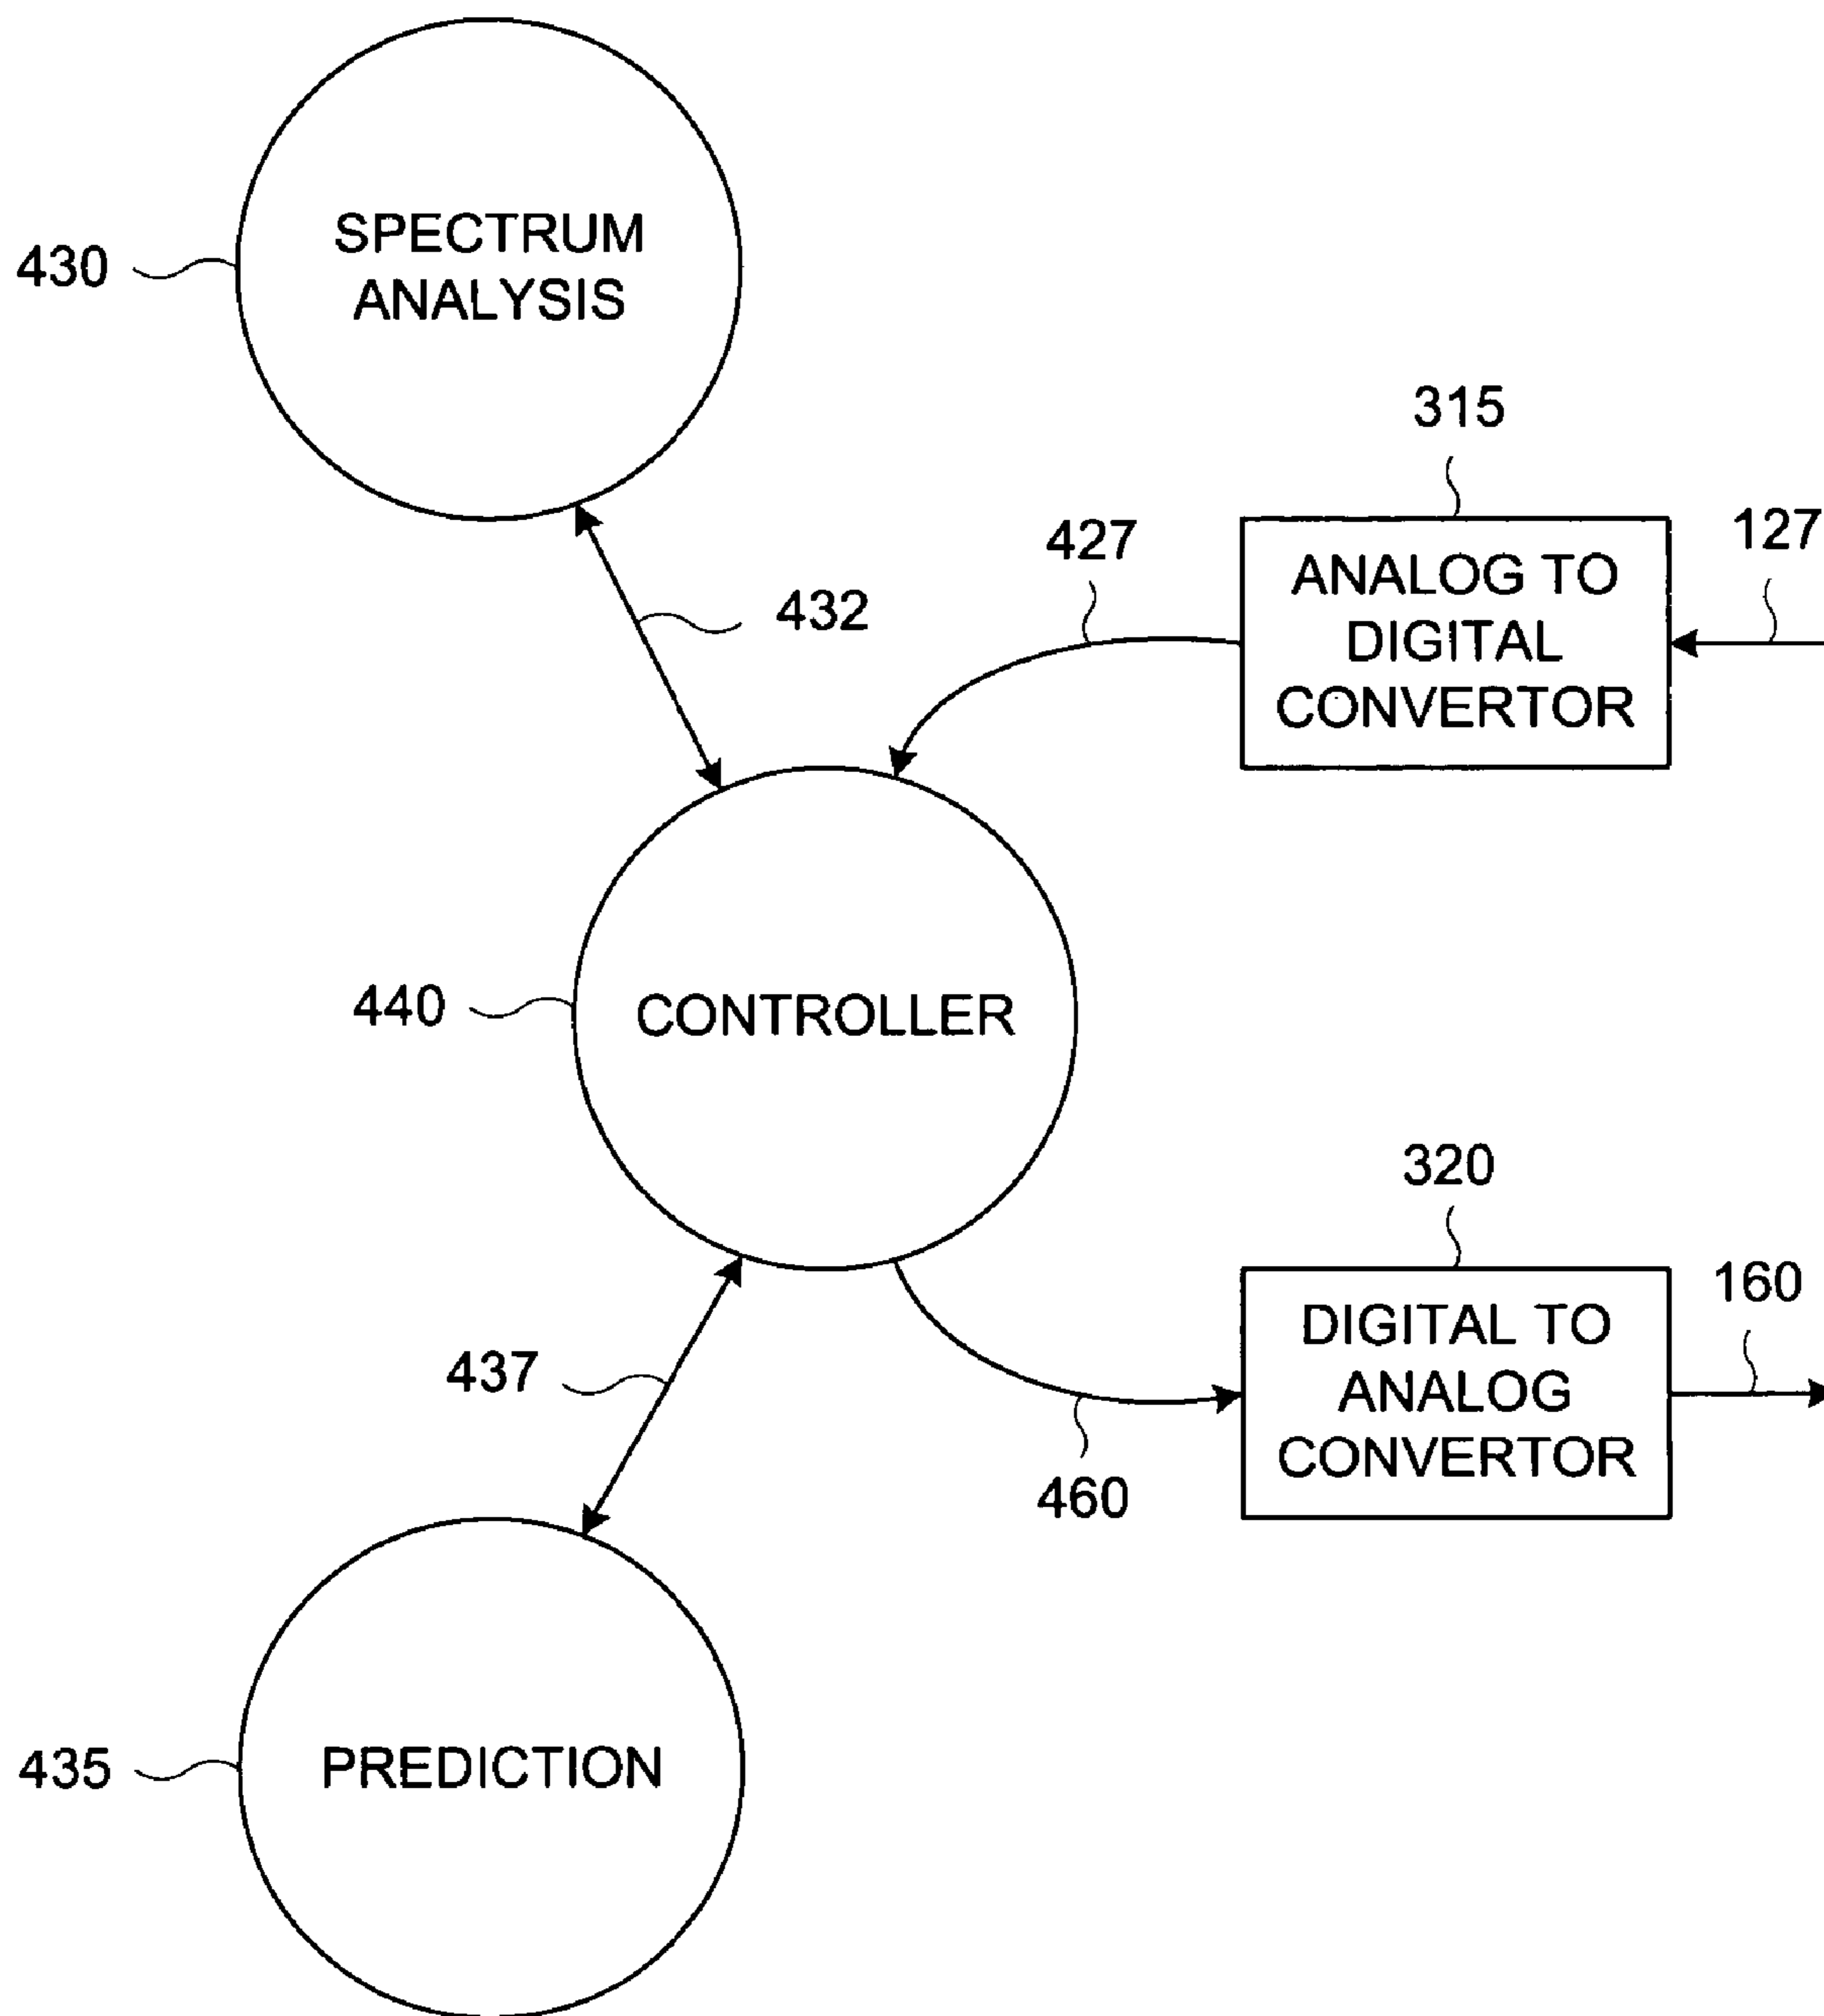 SPECTRUM
ANALYSIS
430
315
427
127
ANALOG TO
DIGITAL
CONVERTOR
432
440
CONTROLLER
320
160
DIGITAL TO
ANALOG
CONVERTOR
437
460
435
PREDICTION